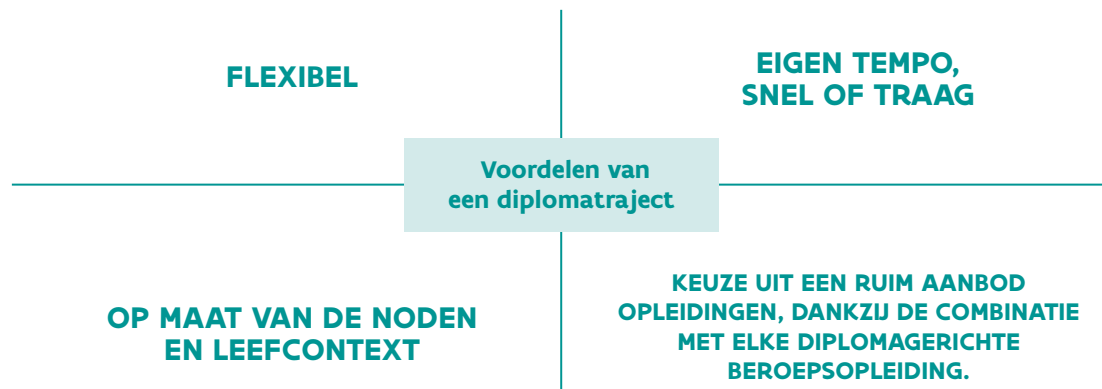 FLEXIBEL
EIGEN TEMPO,
SNEL OF TRAAG
Voordelen van
een diplomatraject
OP MAAT VAN DE NODEN
EN LEEFCONTEXT
KEUZE UIT EEN RUIM AANBOD
OPLEIDINGEN, DANKZIJ DE COMBINATIE
MET ELKE DIPLOMAGERICHTE
BEROEPSOPLEIDING.